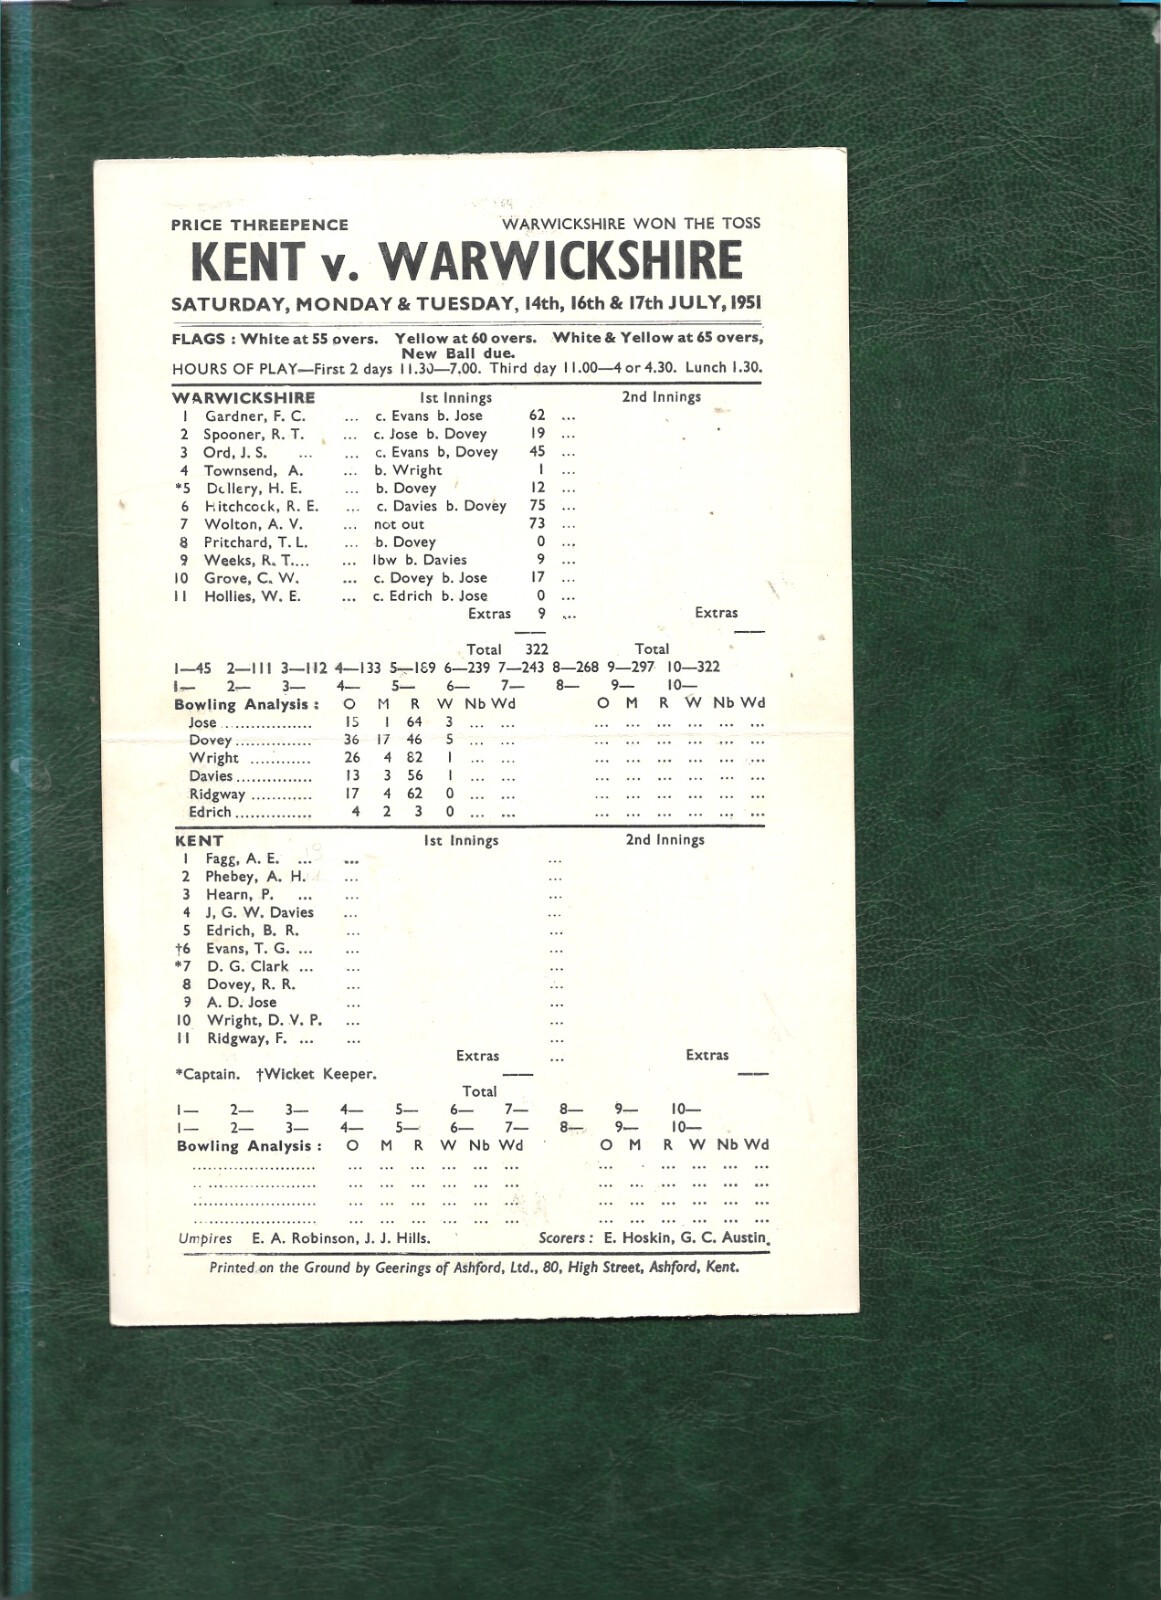 PRICE THREEPENCE WARWICKSHIRE WON THE TOSS
KENT v. WARWICKSHIRE
SATURDAY, MONDAY & TUESDAY, 14th, 16th & 17th JULY, 1951
FLAGS : White at 55 overs. Yellow at 60 overs. White & Yellow at 65 overs,
New Ball due.
HOURS OF PLAY—First 2 days 11.30—7.00. Third day 11.00—4 or 4.30. Lunch 1.30.
WARWICKSHIRE 1st Innings 2nd Innings
1 Gardner, F. C. ... c. Evans b. Jose 62 ...
2 Spooner, R. T. ... c. Jose b. Dovey 19 ...
3 Ord, J. S. ... ... c. Evans b, Dovey 45 ...
4 Townsend, A. ... b. Wright 1 ...
*5 Dollery, H. E. ... b. Dovey 12 ...
6 Hitchcock, R. E. ... c. Davies b. Dovey 75 ...
7 Wolton, A. V. ... not out 73 ...
8 Pritchard, T. L. ... b. Dovey 0 ...
9 Weeks, R. T.... ... lbw b. Davies 9 ...
10 Grove, C. W. ... c. Dovey b. Jose 17 ...
11 Hollies, W. E. ... c. Edrich b. Jose 0 ...
Extras 9 ... Extras
Total 322 Total
1—45 2—111 3—112 4—133 5—189 6—239 7—243 8—268 9—297 10—322
1— 2— 3— 4— 5— 6— 7— 8— 9— 10—
Bowling Analysis : O M R W Nb Wd O M R W Nb Wd
Jose ................ 15 1 64 3 ... ... ... ... ... ... ... ...
Dovey ............... 36 17 46 5 ... ... ... ... ... ... ... ...
Wright ............ 26 4 82 1 ... ... ... ... ... ... ... ...
Davies ............... 13 3 56 1 ... ... ... ... ... ... ... ...
Ridgway ............ 17 4 62 0 ... ... ... ... ... ... ... ...
Edrich ............... 4 2 3 0 ... ... ... ... ... ... ... ...
KENT 1st Innings 2nd Innings
1 Fagg, A. E. ... ... ...
2 Phebey, A. H. ... ...
3 Hearn, P. ... ... ...
4 J. G. W. Davies ... ...
5 Edrich, B. R. ... ...
†6 Evans, T. G. ... ... ...
*7 D. G. Clark ... ... ...
8 Dovey, R. R. ... ...
9 A. D. Jose ... ...
10 Wright, D. V. P. ... ...
11 Ridgway, F. ... ... ...
Extras ... Extras
*Captain. †Wicket Keeper.
Total
1— 2— 3— 4— 5— 6— 7— 8— 9— 10—
1— 2— 3— 4— 5— 6— 7— 8— 9— 10—
Bowling Analysis : O M R W Nb Wd O M R W Nb Wd
........................ ... ... ... ... ... ... ... ... ... ... ... ...
........................ ... ... ... ... ... ... ... ... ... ... ... ...
........................ ... ... ... ... ... ... ... ... ... ... ... ...
........................ ... ... ... ... ... ... ... ... ... ... ... ...
Umpires E. A. Robinson, J. J. Hills. Scorers : E. Hoskin, G. C. Austin.
Printed on the Ground by Geerings of Ashford, Ltd., 80, High Street, Ashford, Kent.